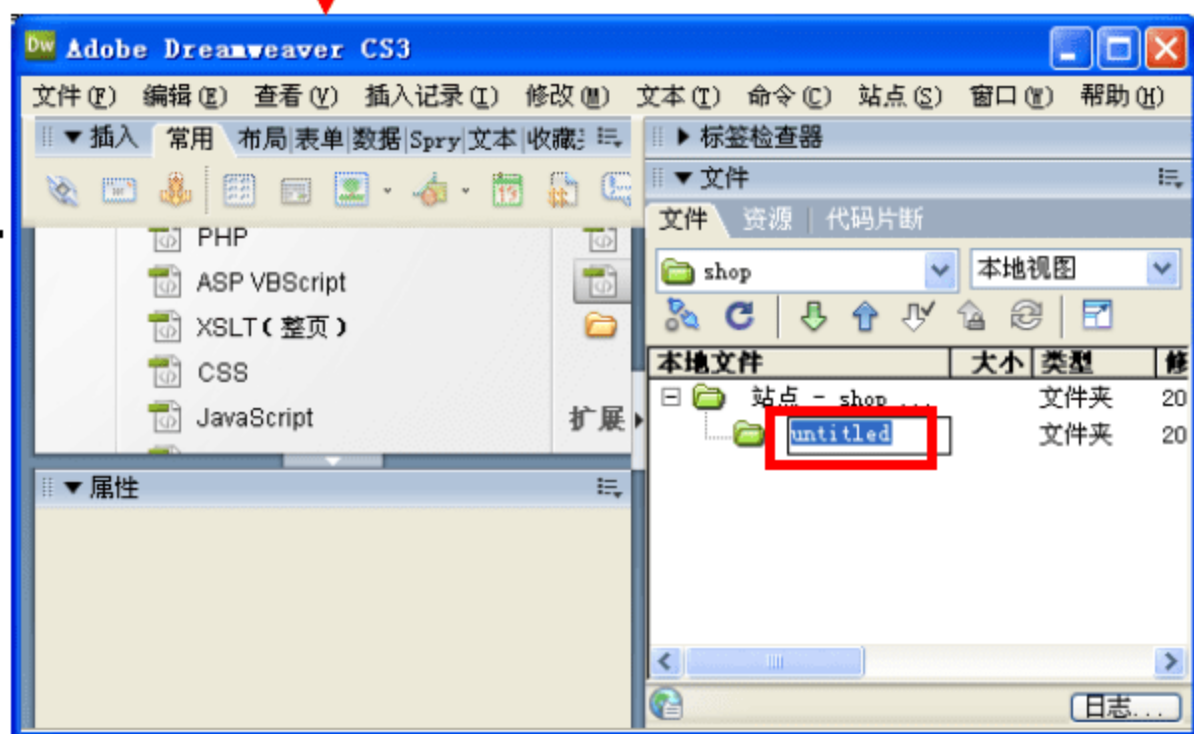 Adobe Dreamweaver CS3
文件(F) 编辑(E) 查看(V) 插入记录(I) 修改(M) 文本(T) 命令(C) 站点(S) 窗口(W) 帮助(H)
插入 常用 布局 表单 数据 Spry 文本 收藏
标签检查器
文件
文件 资源 代码片断
shop 本地视图
PHP
ASP VBScript
XSLT(整页)
CSS
JavaScript
扩展
本地文件 大小 类型 修
站点 - shop ... 文件夹 20
untitled 文件夹 20
属性
日志...